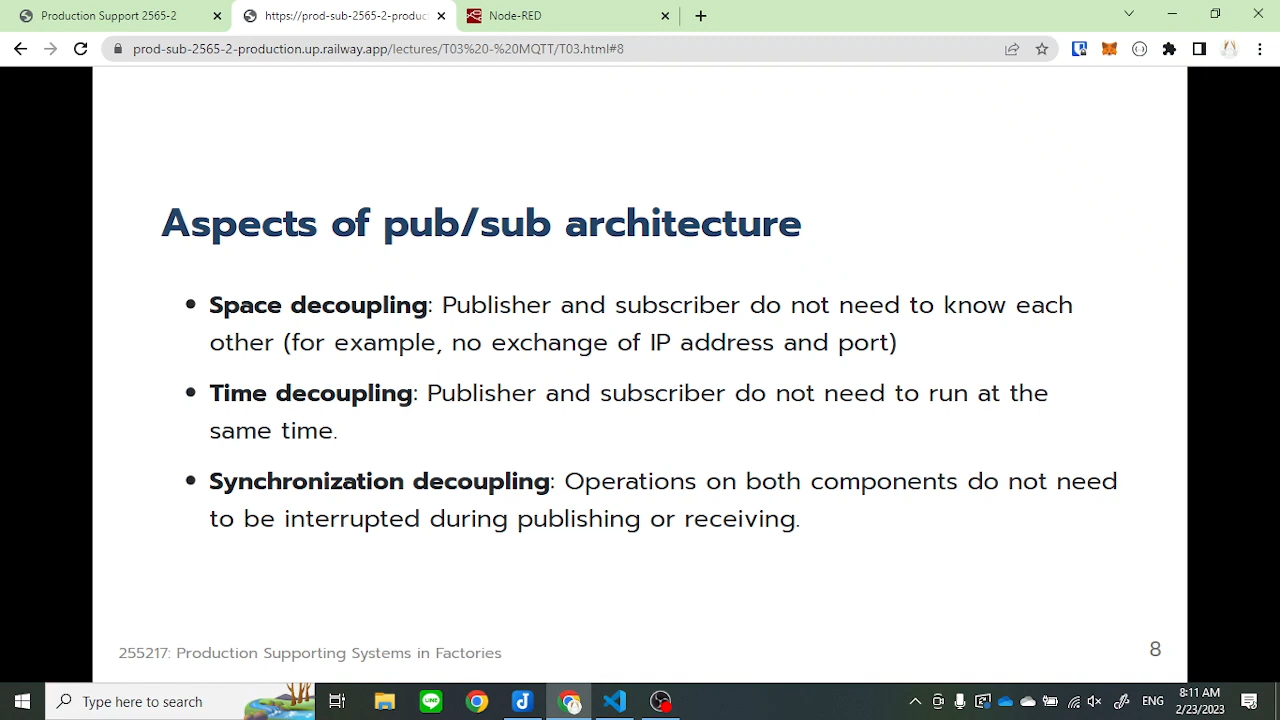 Production Support 2565-2
https://prod-sub-2565-2-produc
Node-RED
prod-sub-2565-2-production.up.railway.app/lectures/T03%20-%20MQTT/T03.html#8
Aspects of pub/sub architecture
Space decoupling: Publisher and subscriber do not need to know each
other (for example, no exchange of IP address and port)
Time decoupling: Publisher and subscriber do not need to run at the
same time.
Synchronization decoupling: Operations on both components do not need
to be interrupted during publishing or receiving.
255217: Production Supporting Systems in Factories
8
Type here to search
LINE
ENG
8:11 AM
2/23/2023